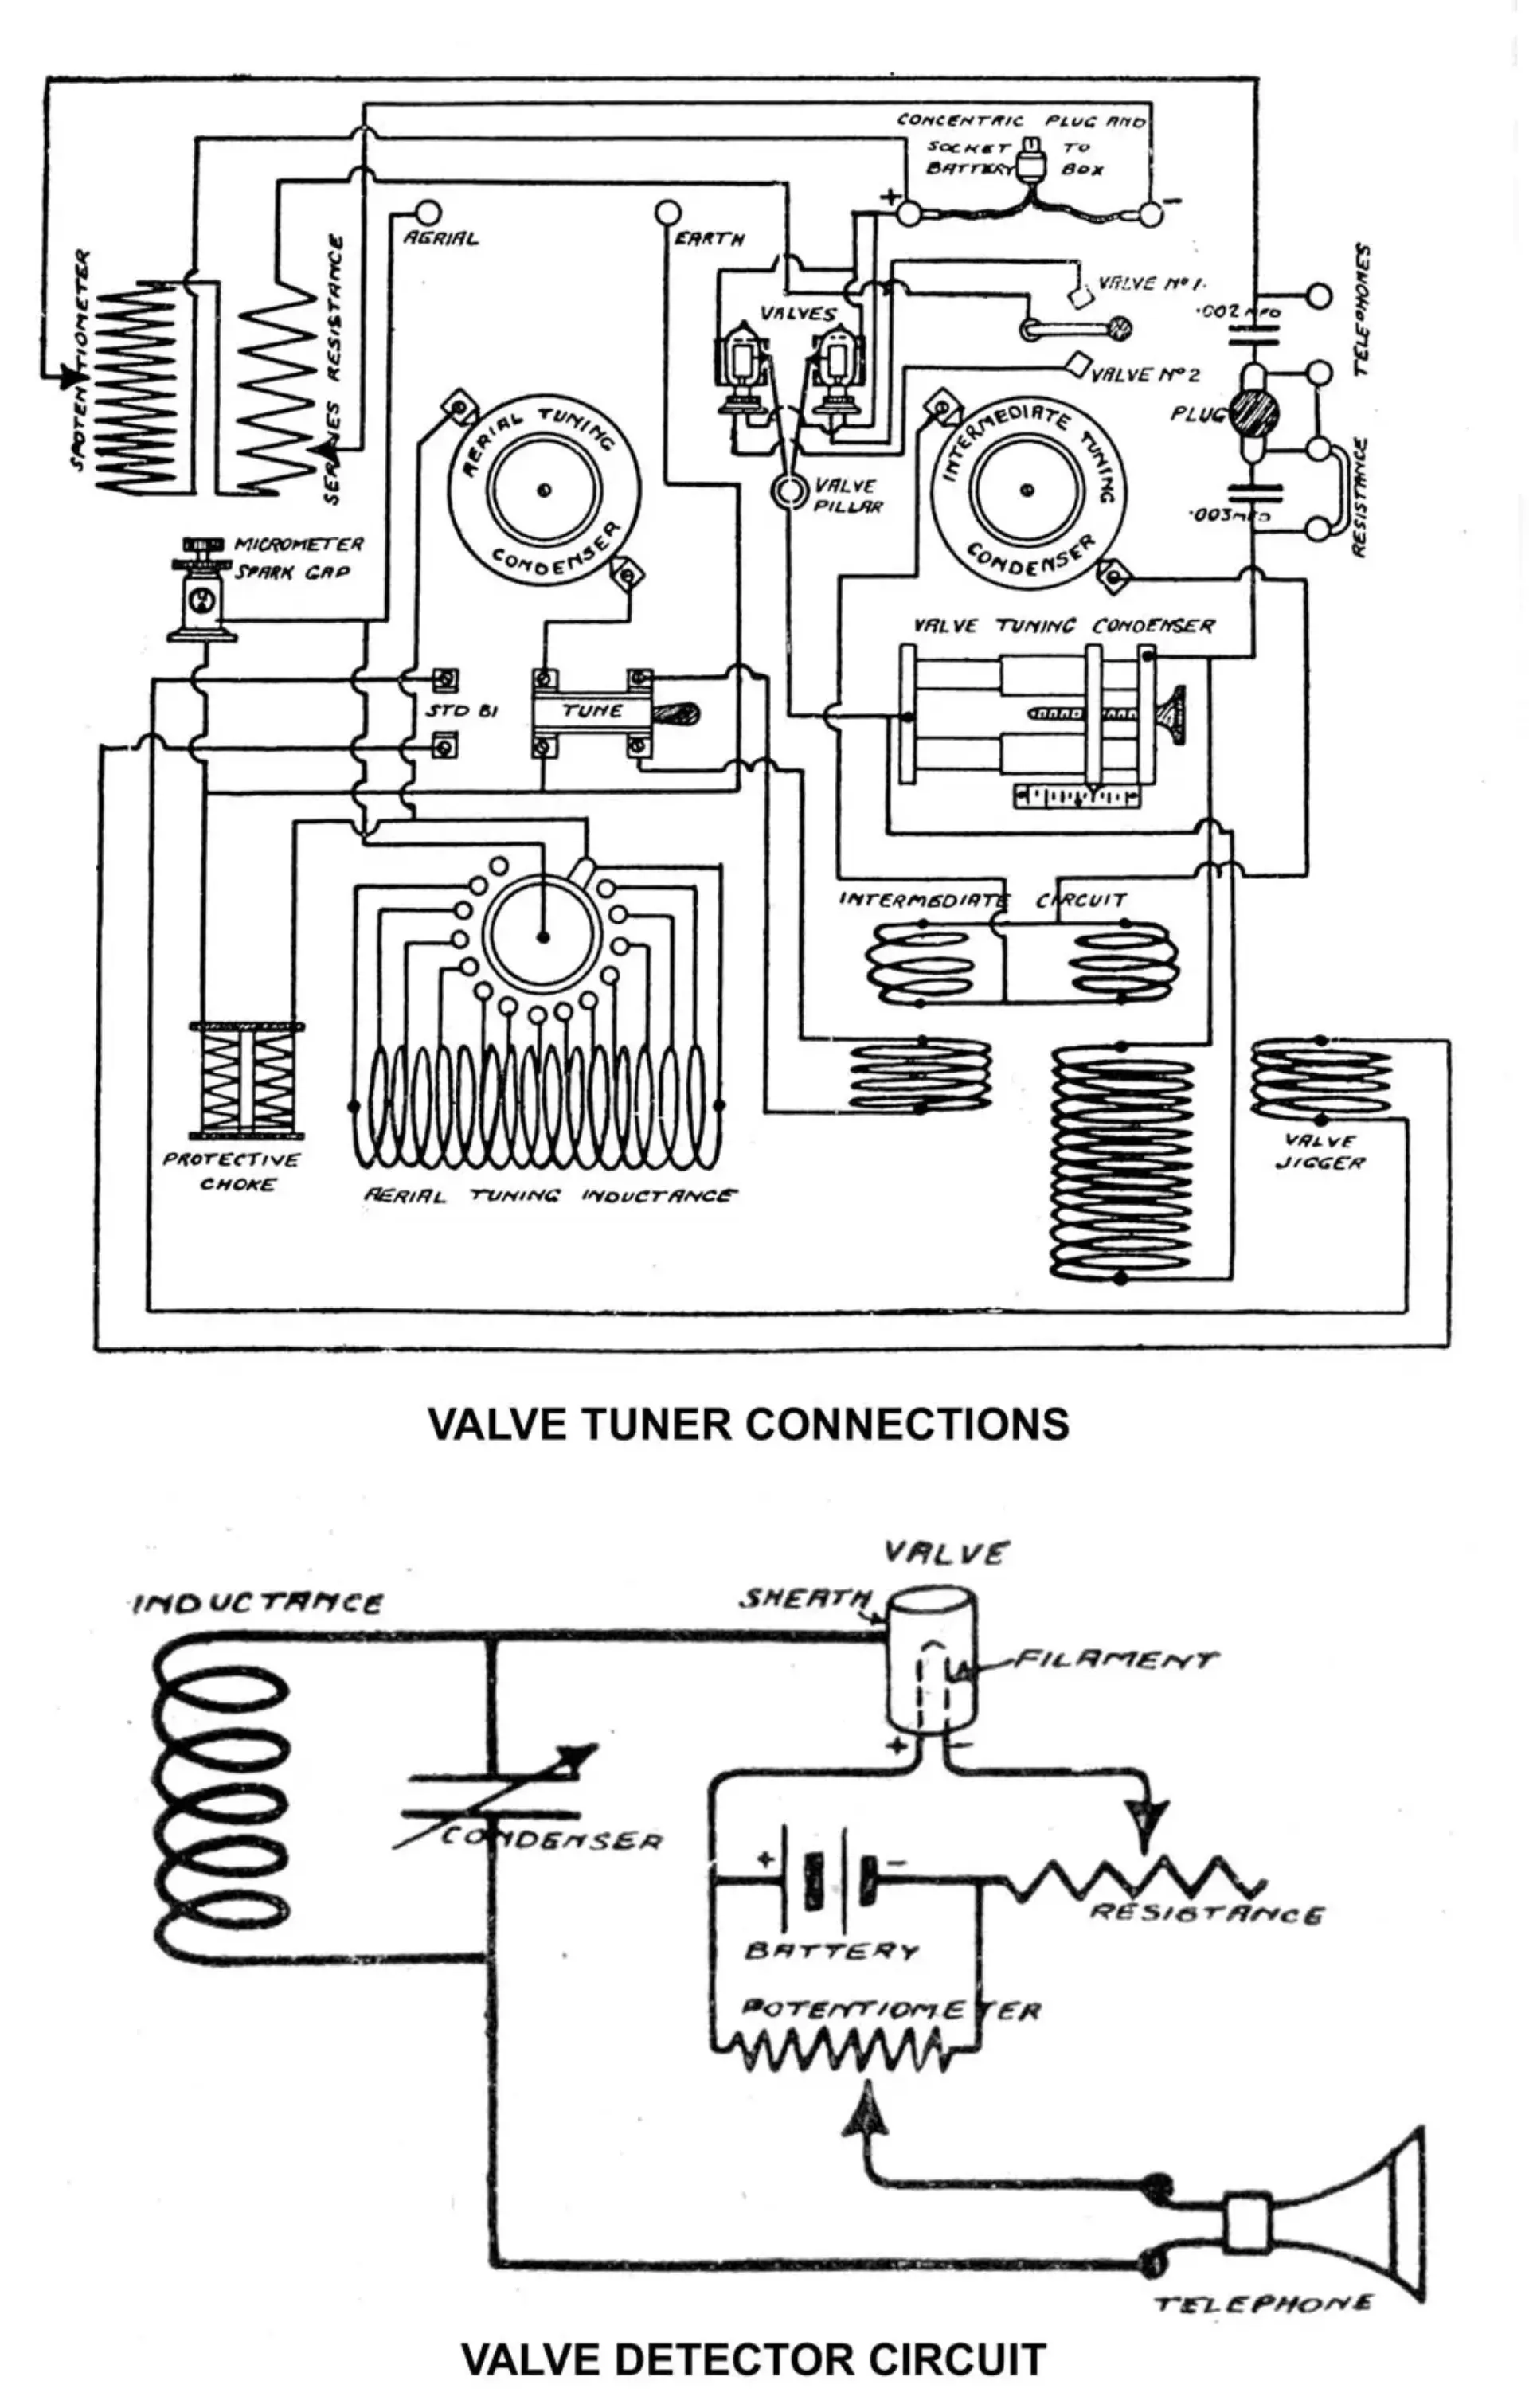 CONCENTRIC PLUG AND
SOCKET TO
BATTERY BOX
+
-
AERIAL
EARTH
SPOTENTIOMETER
SERIES RESISTANCE
VALVES
VALVE Nº 1.
VALVE Nº 2
.002 MFD
TELEPHONES
PLUG
.003 MFD
RESISTANCE
AERIAL TUNING
CONDENSER
INTERMEDIATE TUNING
CONDENSER
VALVE
PILLAR
MICROMETER
SPARK GAP
VALVE TUNING CONDENSER
STD BI
TUNE
INTERMEDIATE CIRCUIT
PROTECTIVE
CHOKE
AERIAL TUNING INDUCTANCE
VALVE
JIGGER
VALVE TUNER CONNECTIONS
VALVE
INDUCTANCE
SHEATH
FILAMENT
+ -
CONDENSER
+ -
RESISTANCE
BATTERY
POTENTIOMETER
TELEPHONE
VALVE DETECTOR CIRCUIT